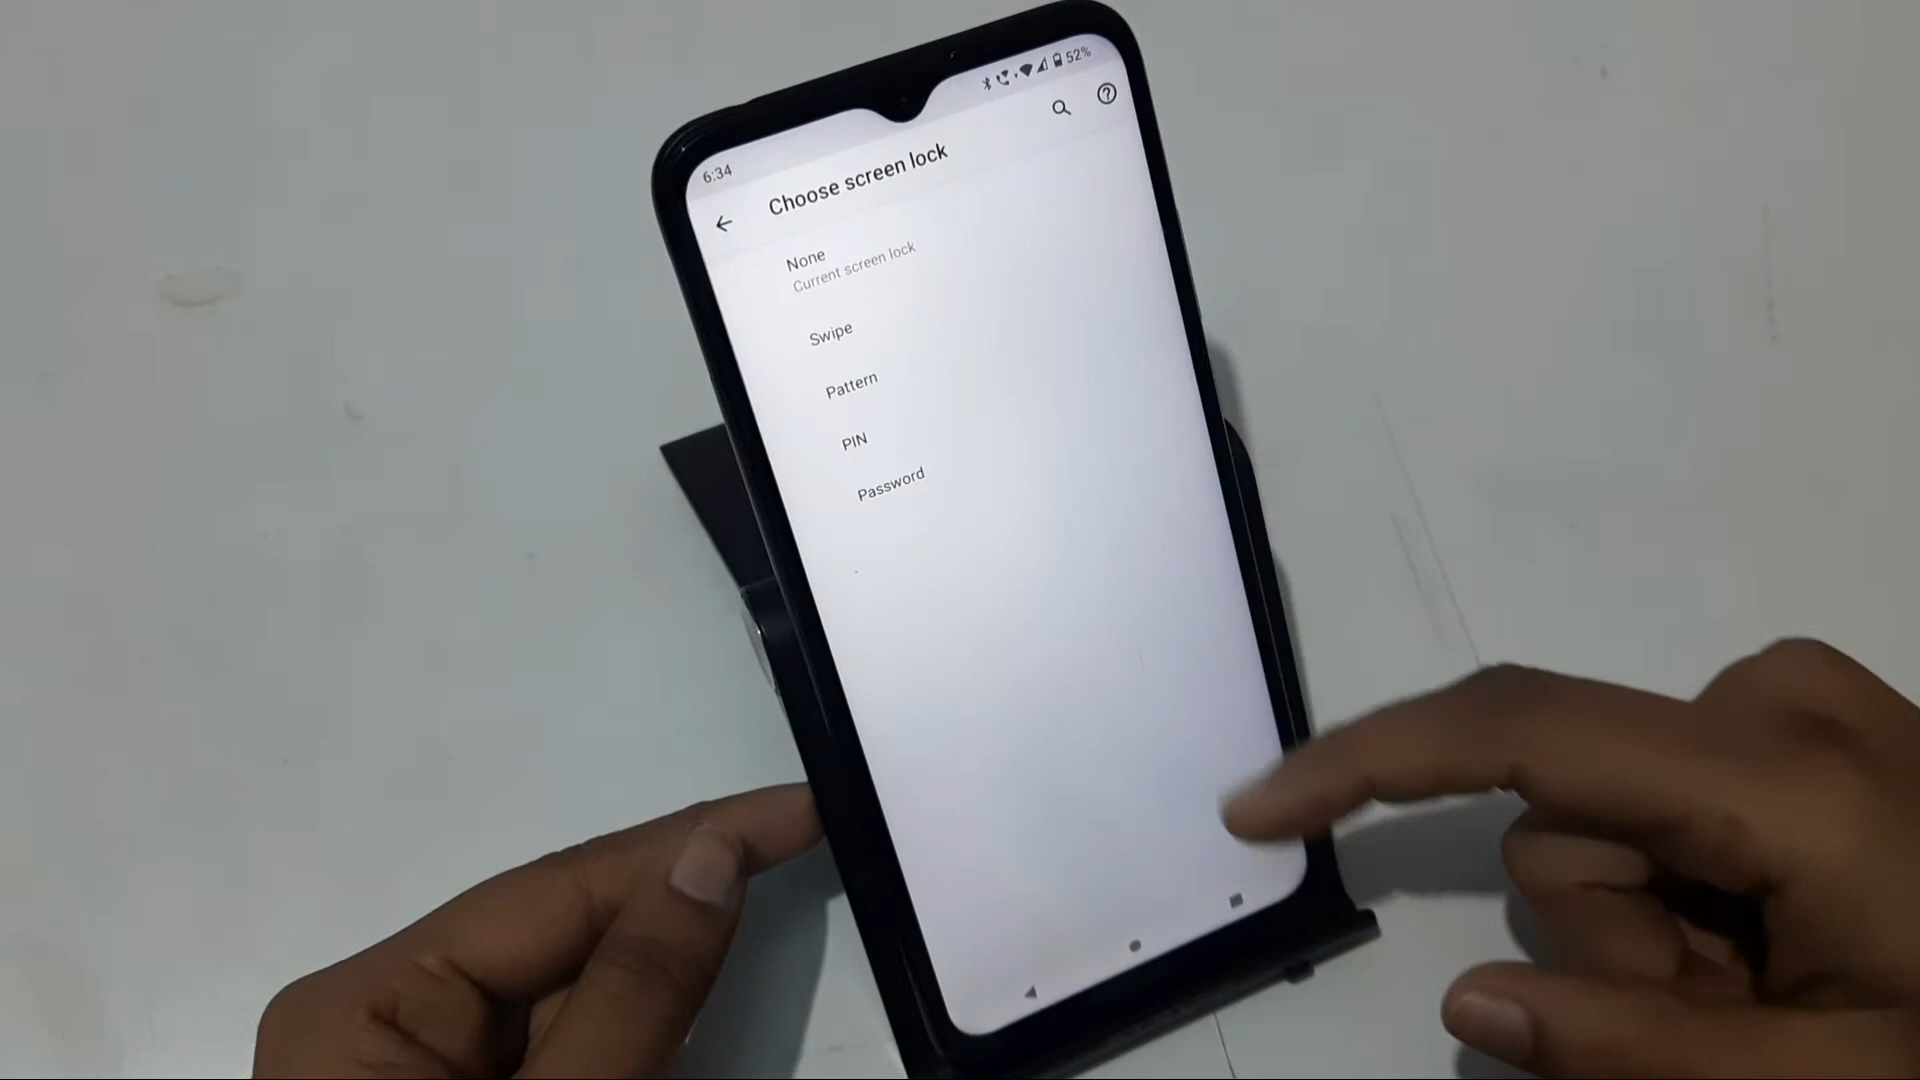 6:34
52%
Choose screen lock
None
Current screen lock
Swipe
Pattern
PIN
Password